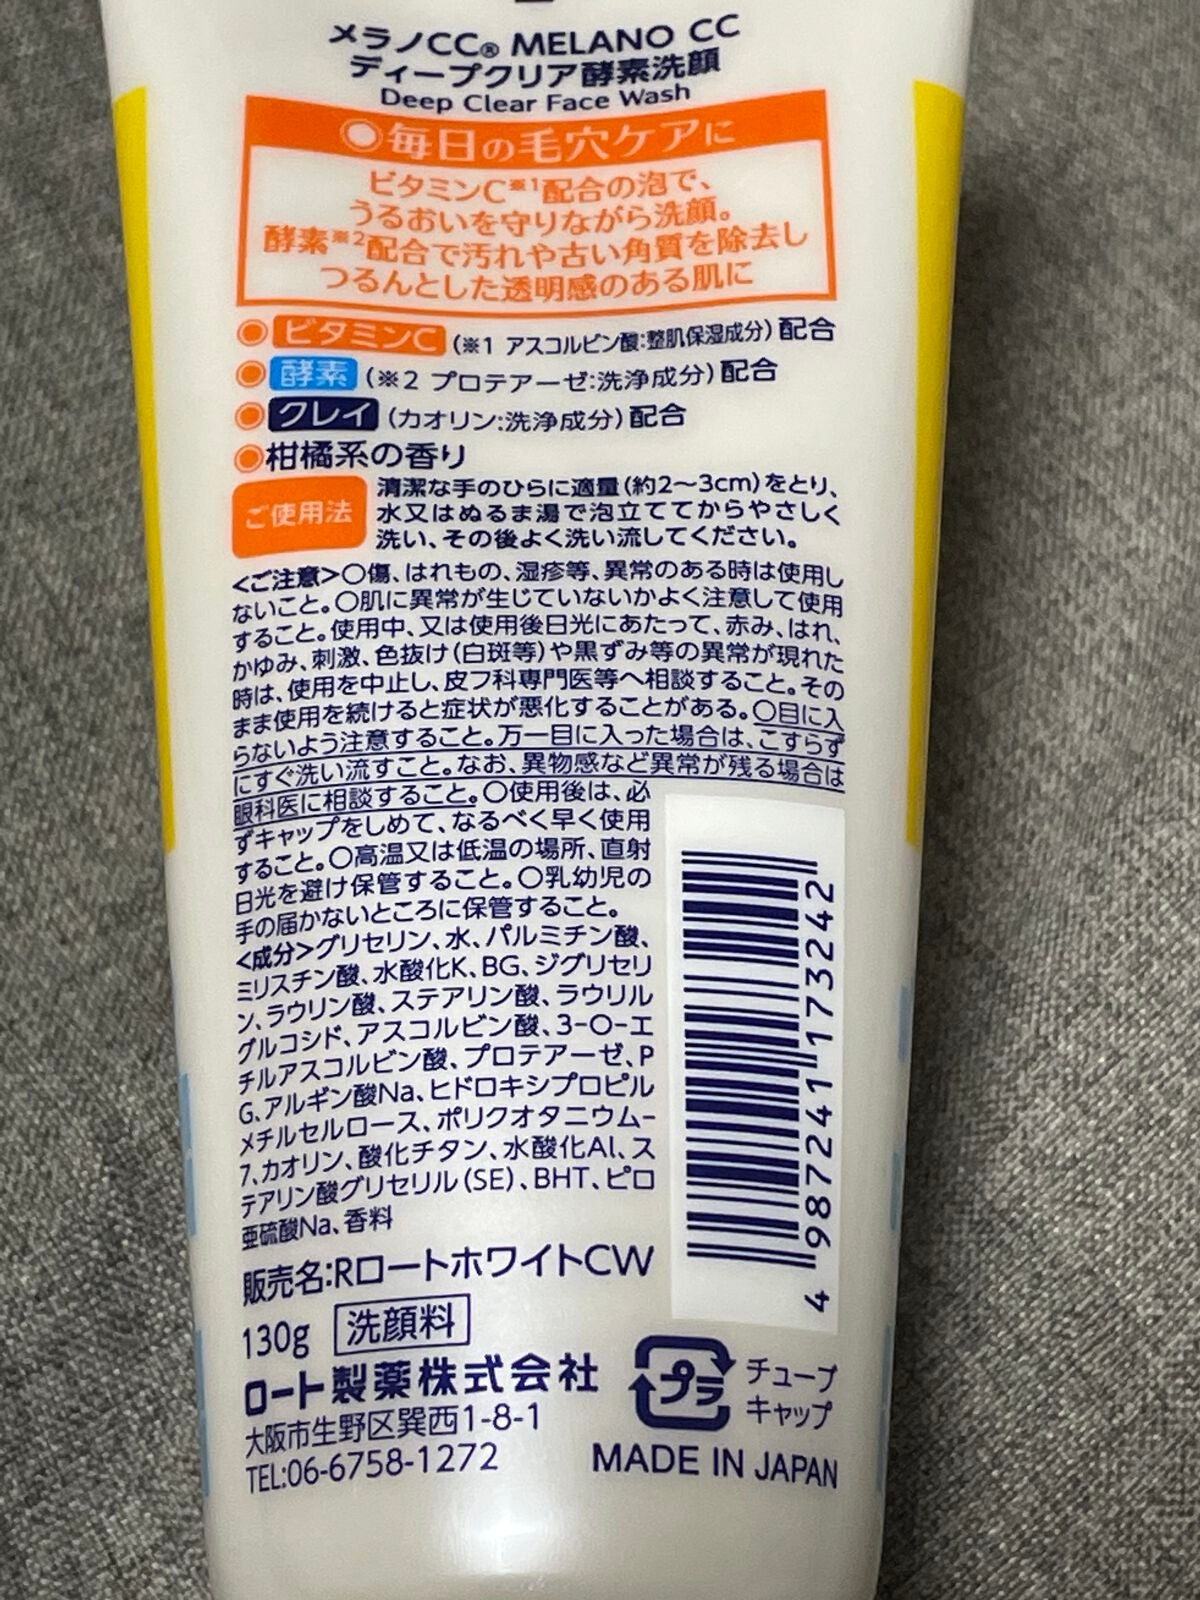 メラノCC® MELANO CC
ディープクリア酵素洗顔
Deep Clear Face Wash
◉毎日の毛穴ケアに
ビタミンC※1配合の泡で、
うるおいを守りながら洗顔。
酵素※2配合で汚れや古い角質を除去し
つるんとした透明感のある肌に
◉ビタミンC(※1 アスコルビン酸:整肌保湿成分)配合
◉酵素(※2 プロテアーゼ:洗浄成分)配合
◉クレイ(カオリン:洗浄成分)配合
◉柑橘系の香り
ご使用法
清潔な手のひらに適量(約2〜3cm)をとり、
水又はぬるま湯で泡立ててからやさしく
洗い、その後よく洗い流してください。
<ご注意>○傷、はれもの、湿疹等、異常のある時は使用し
ないこと。○肌に異常が生じていないかよく注意して使用
すること。使用中、又は使用後日光にあたって、赤み、はれ、
かゆみ、刺激、色抜け(白斑等)や黒ずみ等の異常が現れた
時は、使用を中止し、皮フ科専門医等へ相談すること。その
まま使用を続けると症状が悪化することがある。○目に入
らないよう注意すること。万一目に入った場合は、こすらず
にすぐ洗い流すこと。なお、異物感など異常が残る場合は
眼科医に相談すること。○使用後は、必
ずキャップをしめて、なるべく早く使用
すること。○高温又は低温の場所、直射
日光を避け保管すること。○乳幼児の
手の届かないところに保管すること。
<成分>グリセリン、水、パルミチン酸、
ミリスチン酸、水酸化K、BG、ジグリセリ
ン、ラウリン酸、ステアリン酸、ラウリル
グルコシド、アスコルビン酸、3-O-エ
チルアスコルビン酸、プロテアーゼ、P
G、アルギン酸Na、ヒドロキシプロピル
メチルセルロース、ポリクオタニウム-
7、カオリン、酸化チタン、水酸化Al、ス
テアリン酸グリセリル(SE)、BHT、ピロ
亜硫酸Na、香料
販売名:RロートホワイトCW
130g 洗顔料
ロート製薬株式会社
大阪市生野区巽西1-8-1
TEL:06-6758-1272
4 987241 173242
プラ
チューブ
キャップ
MADE IN JAPAN